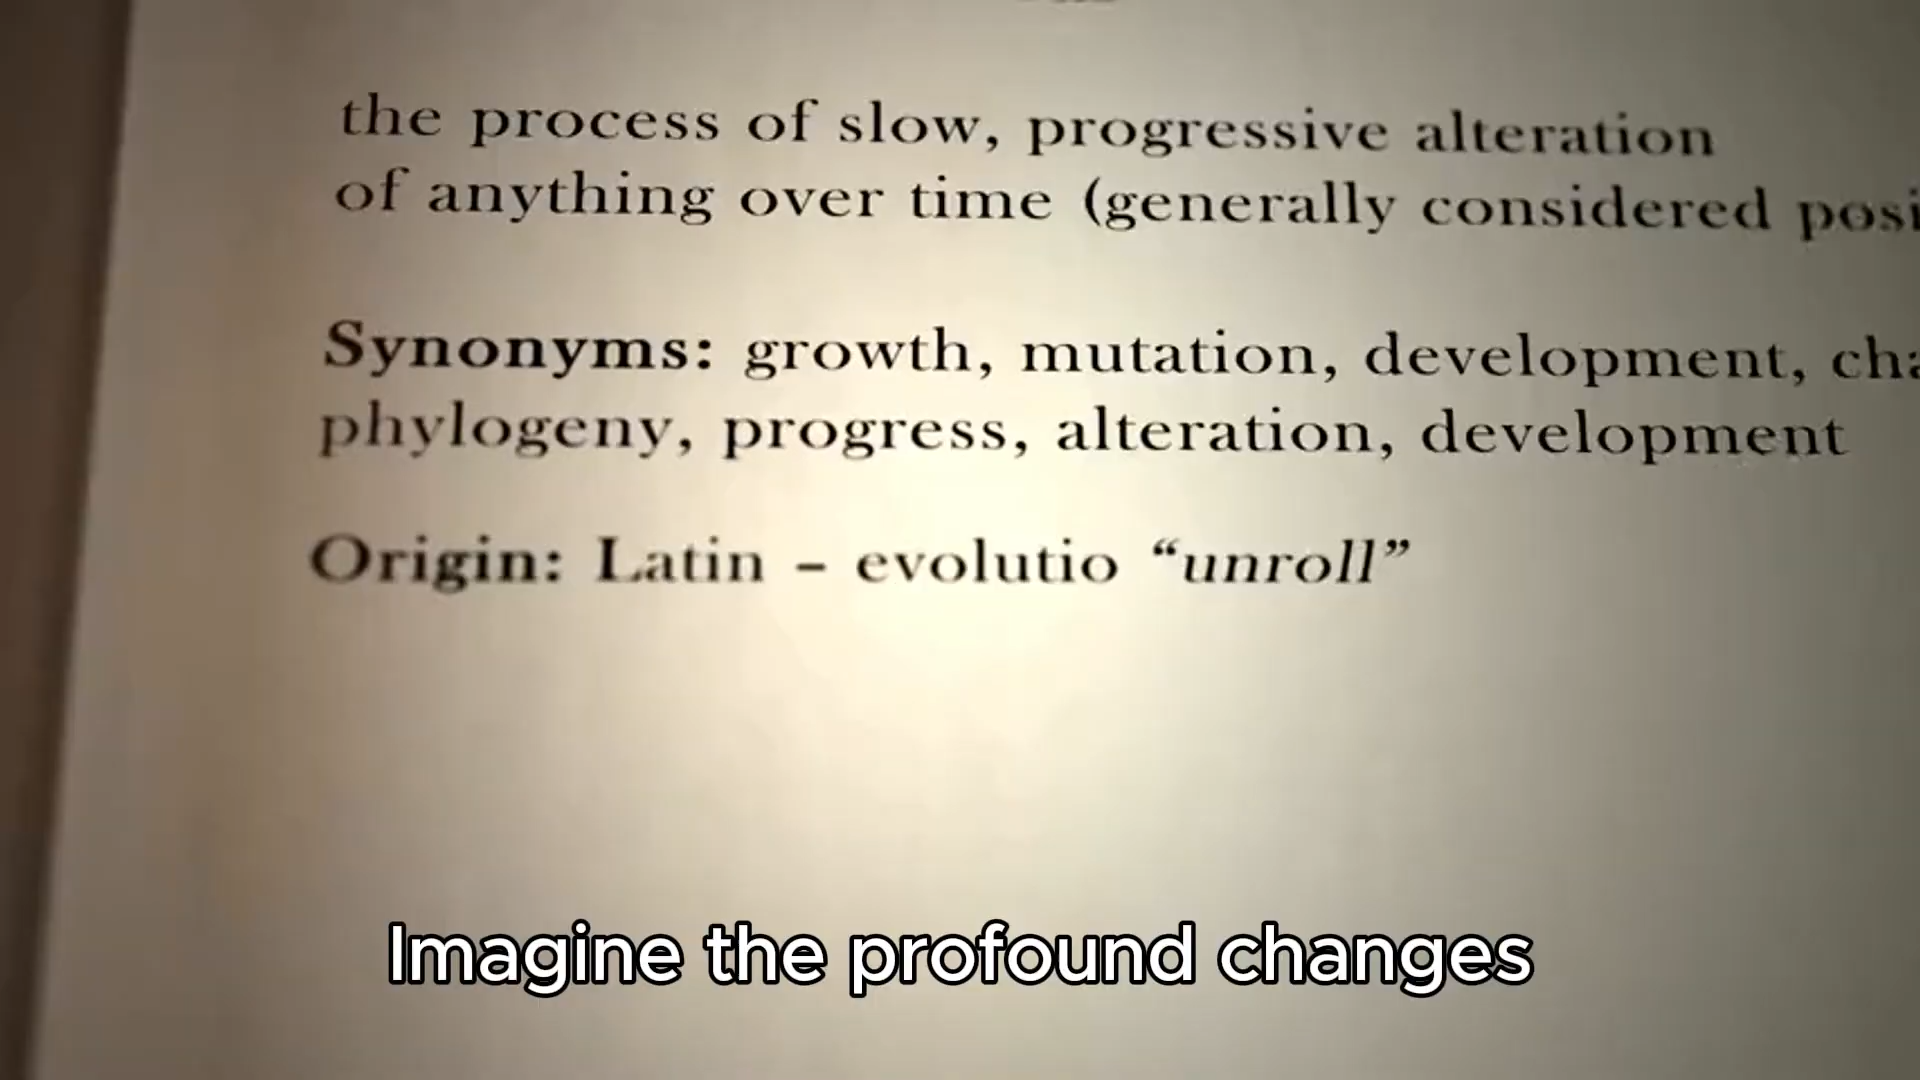 the process of slow, progressive alteration
of anything over time (generally considered
Synonyms: growth, mutation, development,
phylogeny, progress, alteration, development
Origin: Latin – evolutio “unroll”
Imagine the profound changes